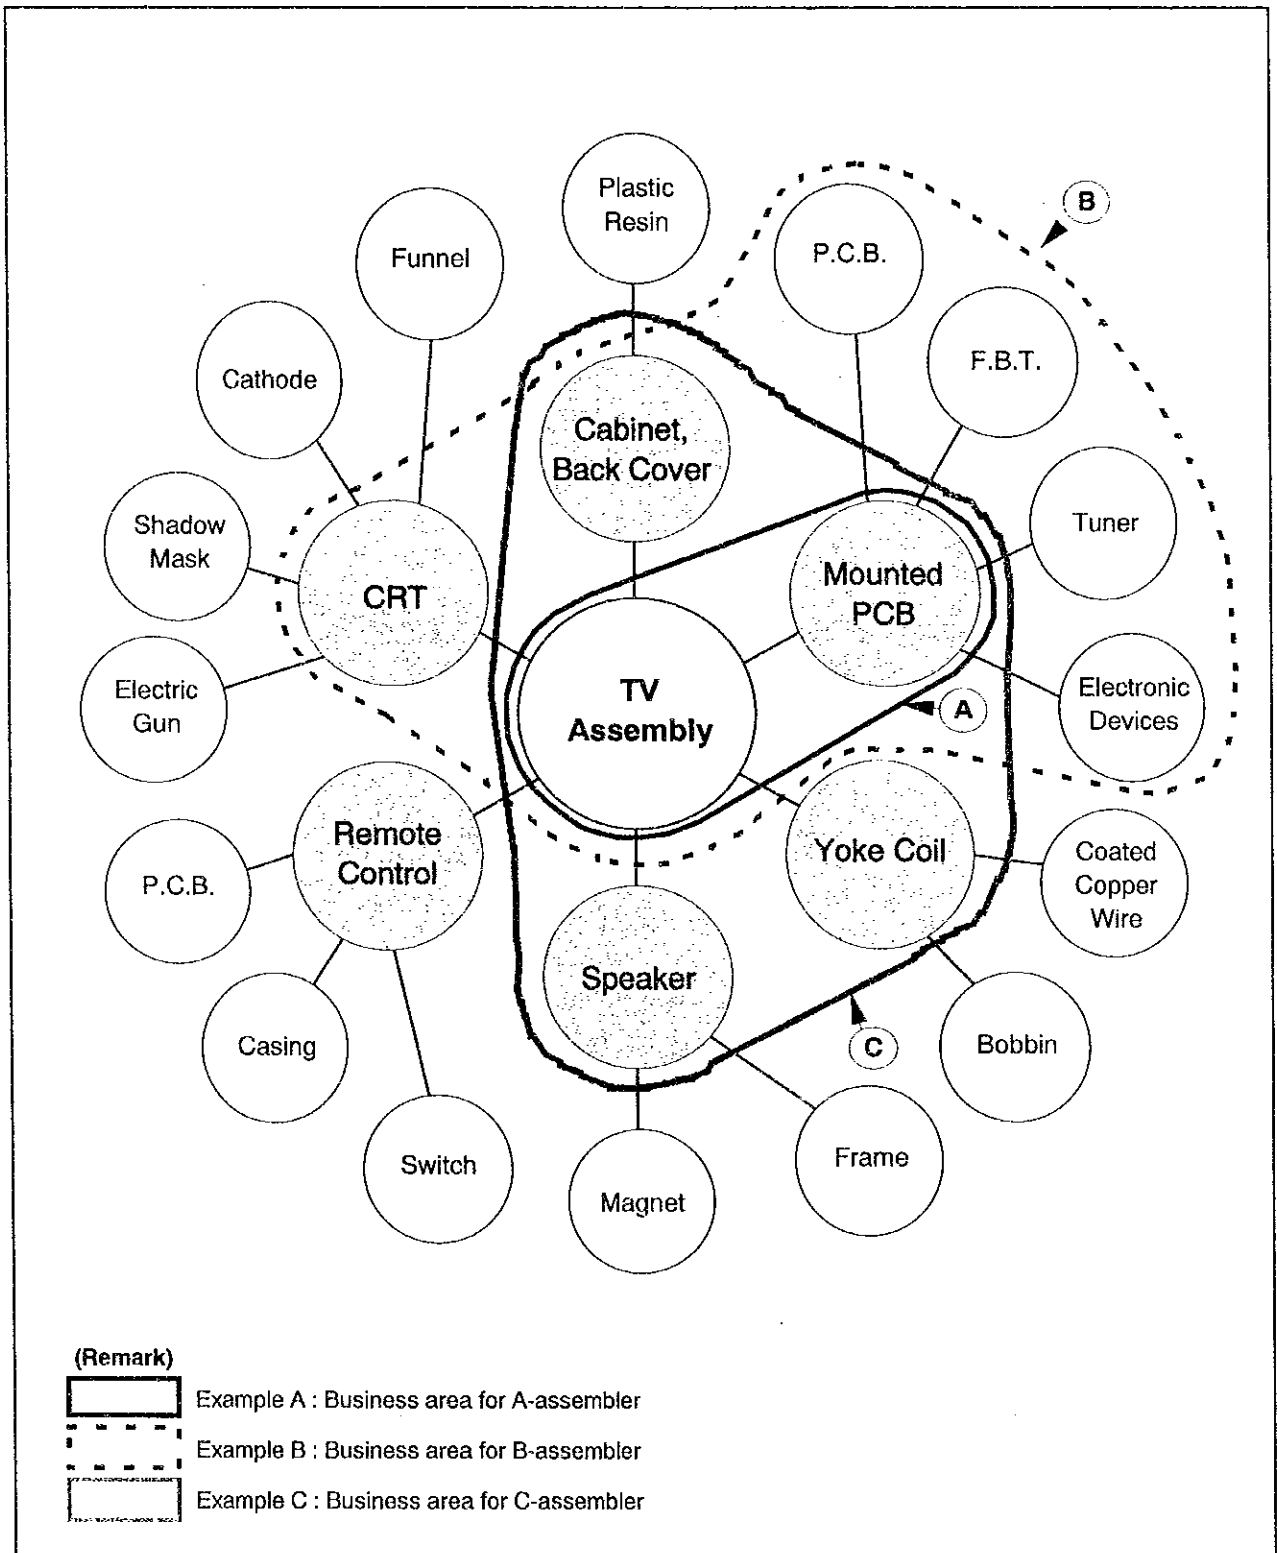 Plastic
Resin
B
P.C.B.
Funnel
F.B.T.
Cathode
Cabinet,
Back Cover
Shadow
Mask
Tuner
CRT
Mounted
PCB
Electric
Gun
TV
Assembly
Electronic
Devices
A
Remote
Control
Yoke Coil
Coated
Copper
Wire
P.C.B.
Speaker
Casing
C
Bobbin
Switch
Frame
Magnet
(Remark)
Example A : Business area for A-assembler
Example B : Business area for B-assembler
Example C : Business area for C-assembler